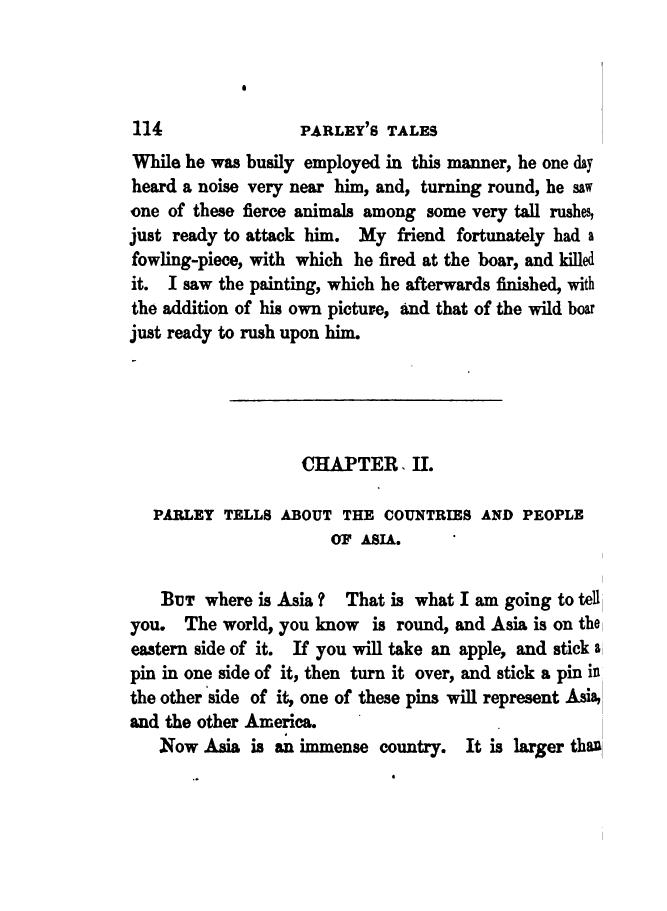 114 PARLEY'S TALES
While he was busily employed in this manner, he one day
heard a noise very near him, and, turning round, he saw
one of these fierce animals among some very tall rushes,
just ready to attack him. My friend fortunately had a
fowling-piece, with which he fired at the boar, and killed
it. I saw the painting, which he afterwards finished, with
the addition of his own picture, and that of the wild boar
just ready to rush upon him.
CHAPTER II.
PARLEY TELLS ABOUT THE COUNTRIES AND PEOPLE
OF ASIA.
BUT where is Asia? That is what I am going to tell
you. The world, you know is round, and Asia is on the
eastern side of it. If you will take an apple, and stick a
pin in one side of it, then turn it over, and stick a pin in
the other side of it, one of these pins will represent Asia,
and the other America.
Now Asia is an immense country. It is larger than